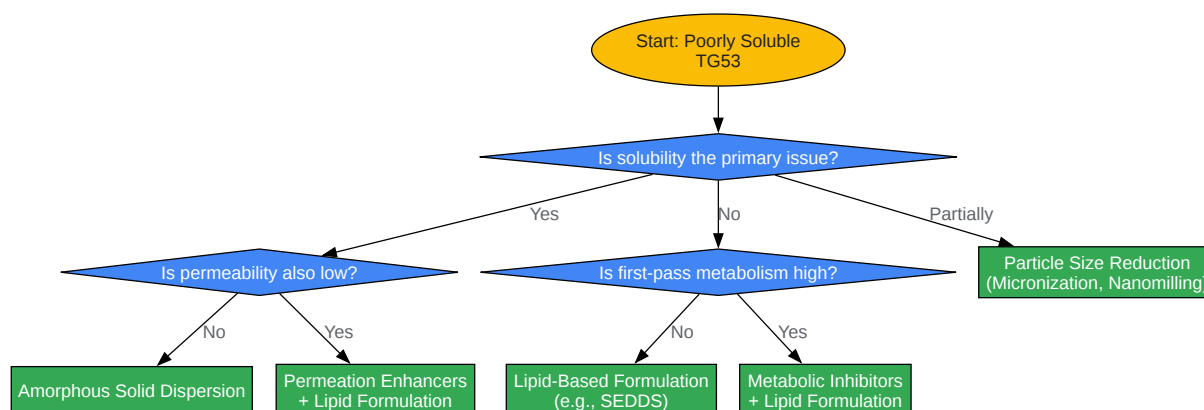 Start: Poorly Soluble
TG53
Is solubility the primary issue?
Yes
No
Partially
Is permeability also low?
Is first-pass metabolism high?
Particle Size Reduction
(Micronization, Nanomilling)
No
Yes
No
Yes
Amorphous Solid Dispersion
Permeation Enhancers
+ Lipid Formulation
Lipid-Based Formulation
(e.g., SEDDS)
Metabolic Inhibitors
+ Lipid Formulation